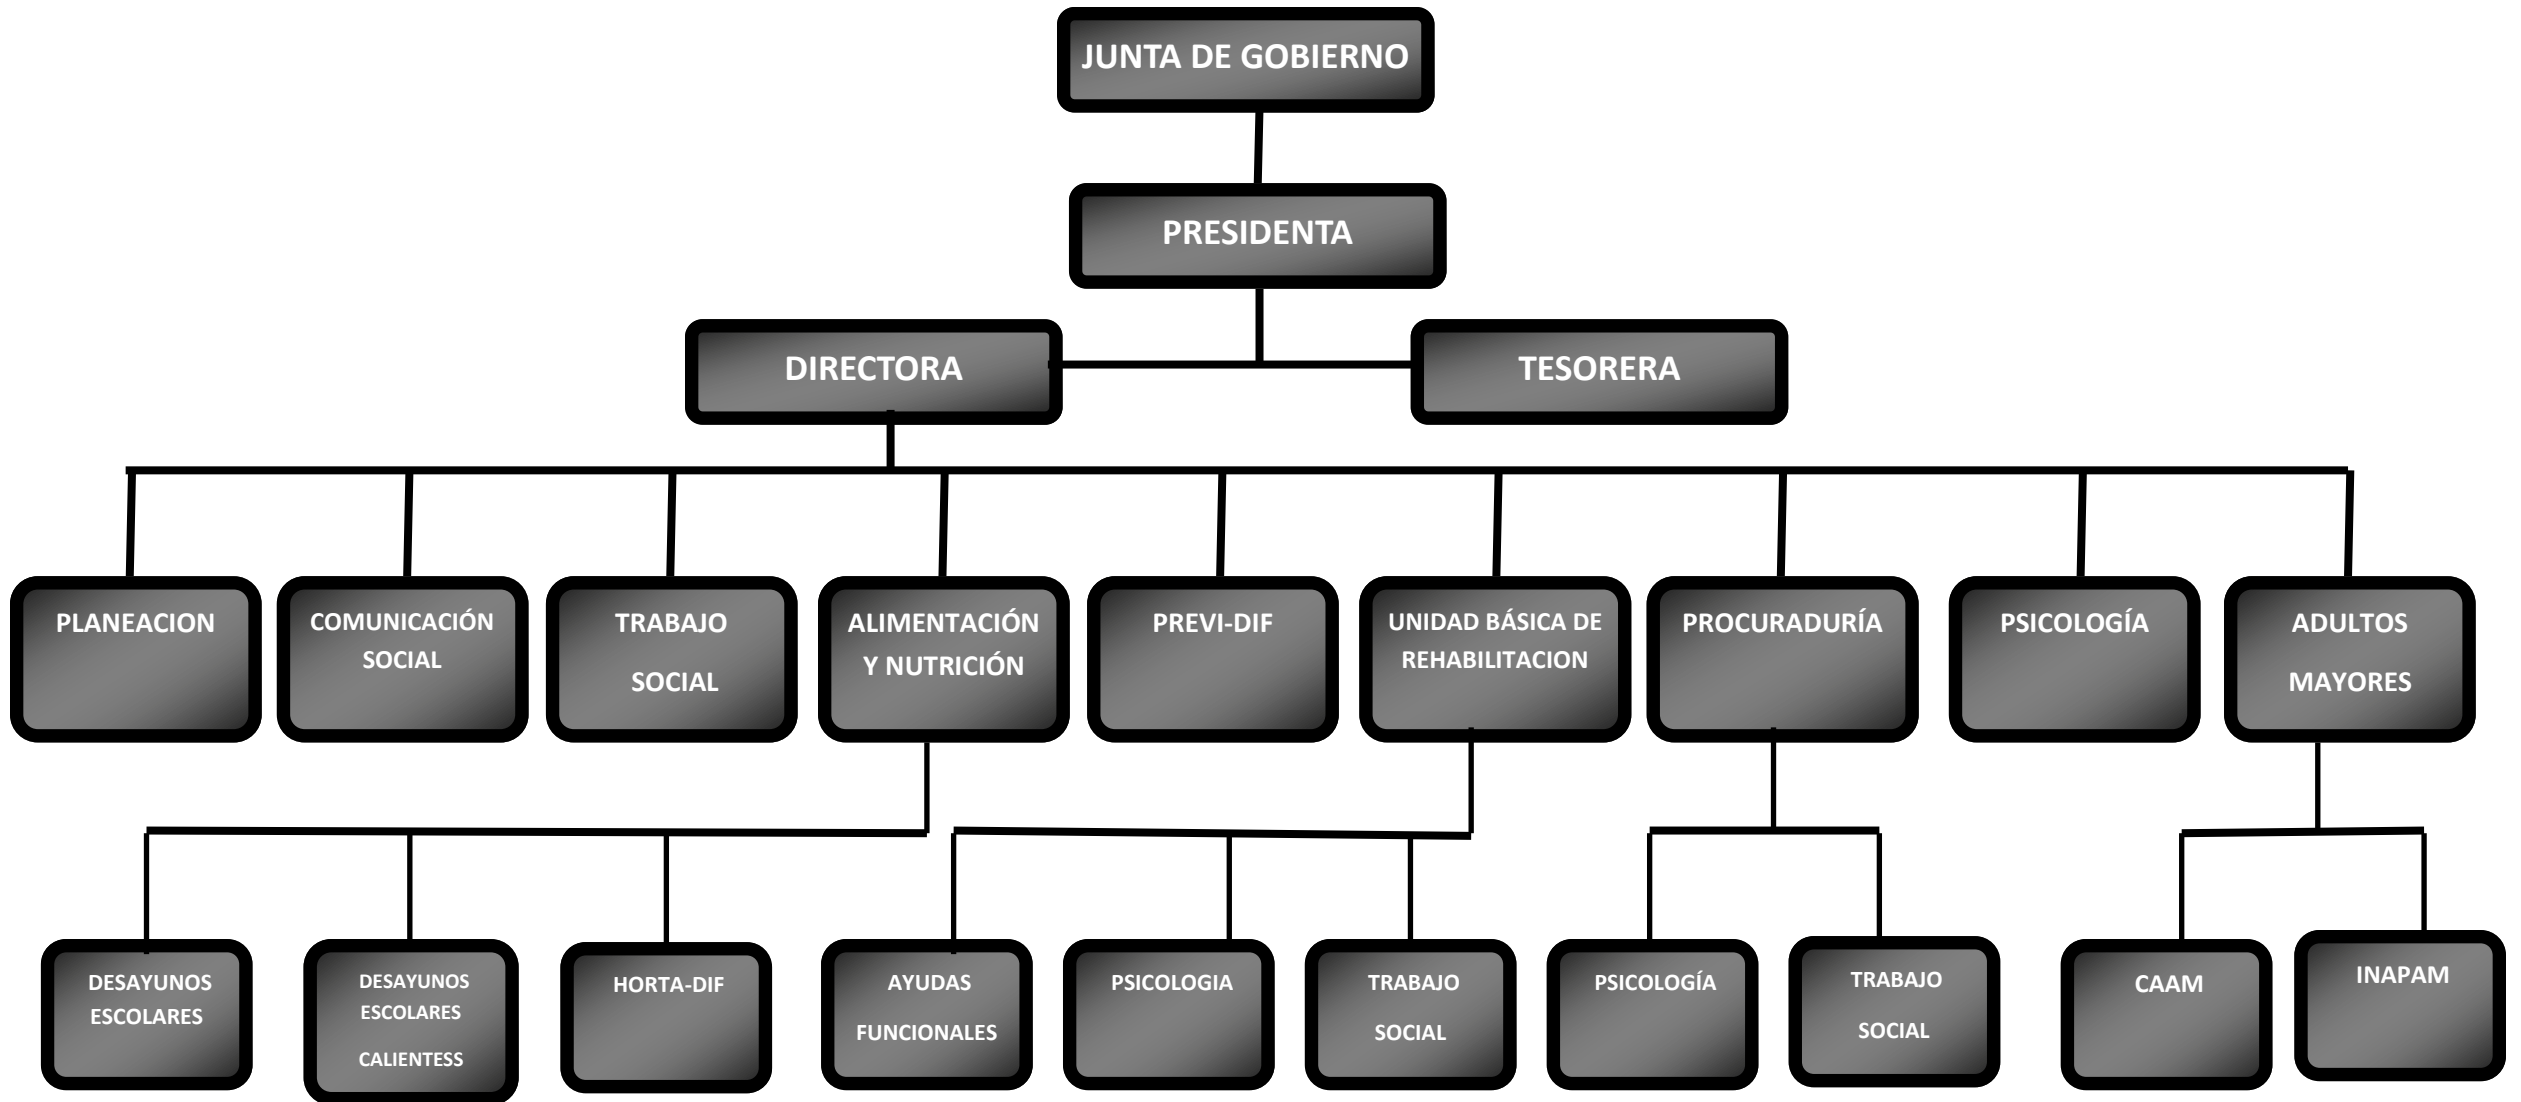 JUNTA DE GOBIERNO
PRESIDENTA
DIRECTORA
TESORERA
PLANEACION
COMUNICACIÓN
SOCIAL
TRABAJO
SOCIAL
ALIMENTACIÓN
Y NUTRICIÓN
PREVI-DIF
UNIDAD BÁSICA DE
REHABILITACION
PROCURADURÍA
PSICOLOGÍA
ADULTOS
MAYORES
DESAYUNOS
ESCOLARES
DESAYUNOS
ESCOLARES
CALIENTESS
HORTA-DIF
AYUDAS
FUNCIONALES
PSICOLOGIA
TRABAJO
SOCIAL
PSICOLOGÍA
TRABAJO
SOCIAL
CAAM
INAPAM